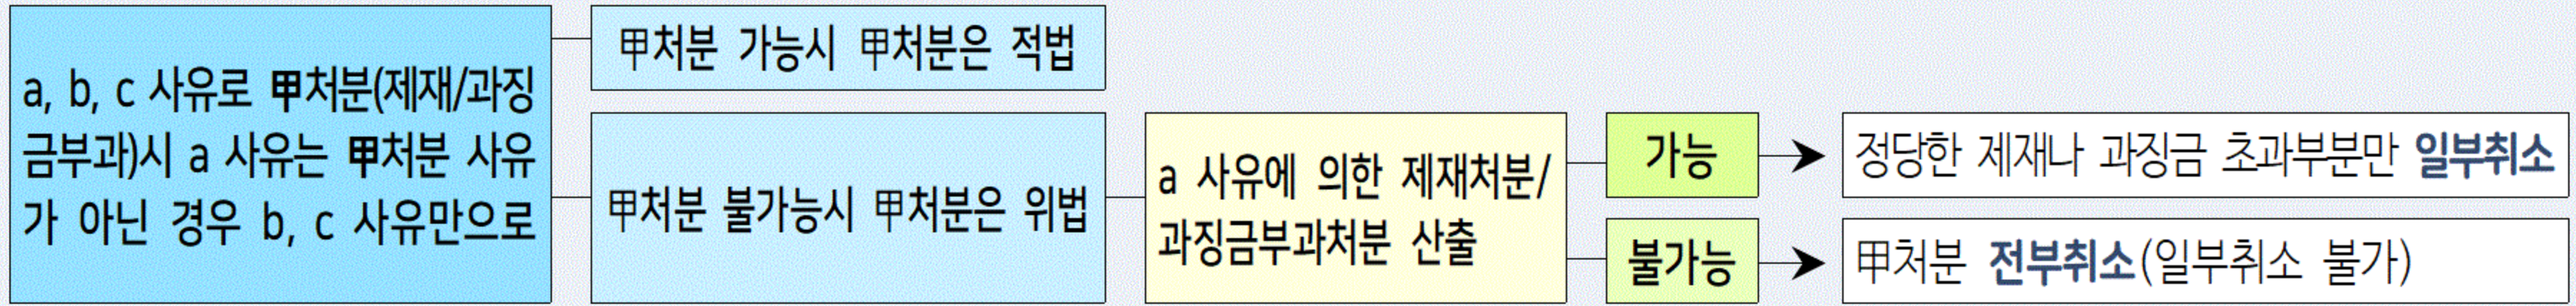 a, b, c 사유로 甲처분(제재/과징
금부과)시 a 사유는 甲처분 사유
가 아닌 경우 b, c 사유만으로
甲처분 가능시 甲처분은 적법
甲처분 불가능시 甲처분은 위법
a 사유에 의한 제재처분/
과징금부과처분 산출
가능
정당한 제재나 과징금 초과부분만 일부취소
불가능
甲처분 전부취소(일부취소 불가)